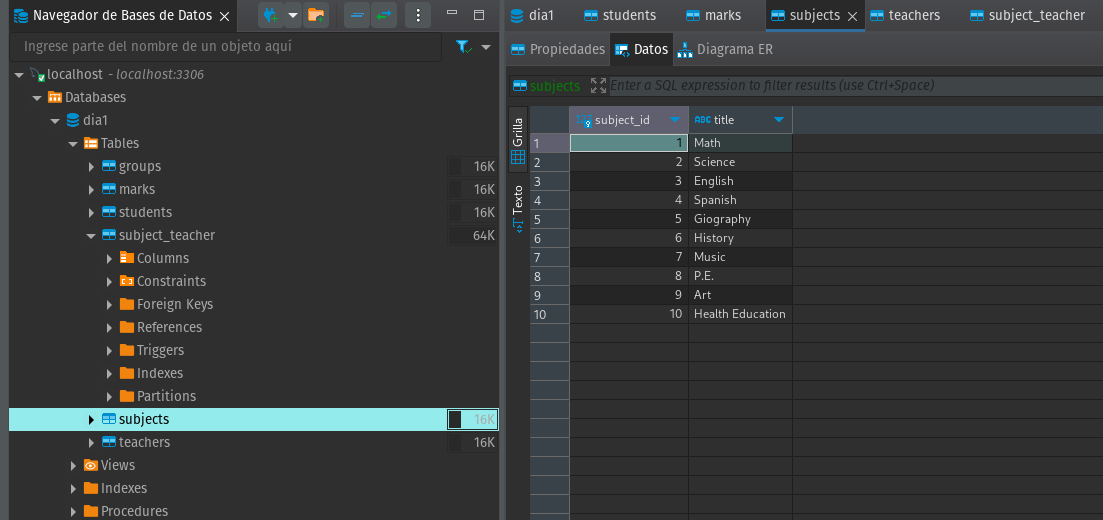 Navegador de Bases de Datos
Ingrese parte del nombre de un objeto aquí
localhost - localhost:3306
Databases
dia1
Tables
groups 16K
marks 16K
students 16K
subject_teacher 64K
Columns
Constraints
Foreign Keys
References
Triggers
Indexes
Partitions
subjects 16K
teachers 16K
Views
Indexes
Procedures
dia1 students marks subjects teachers subject_teacher
Propiedades Datos Diagrama ER
subjects Enter a SQL expression to filter results (use Ctrl+Space)
Grilla
Texto
subject_id ABC title
1 1 Math
2 2 Science
3 3 English
4 4 Spanish
5 5 Giography
6 6 History
7 7 Music
8 8 P.E.
9 9 Art
10 10 Health Education